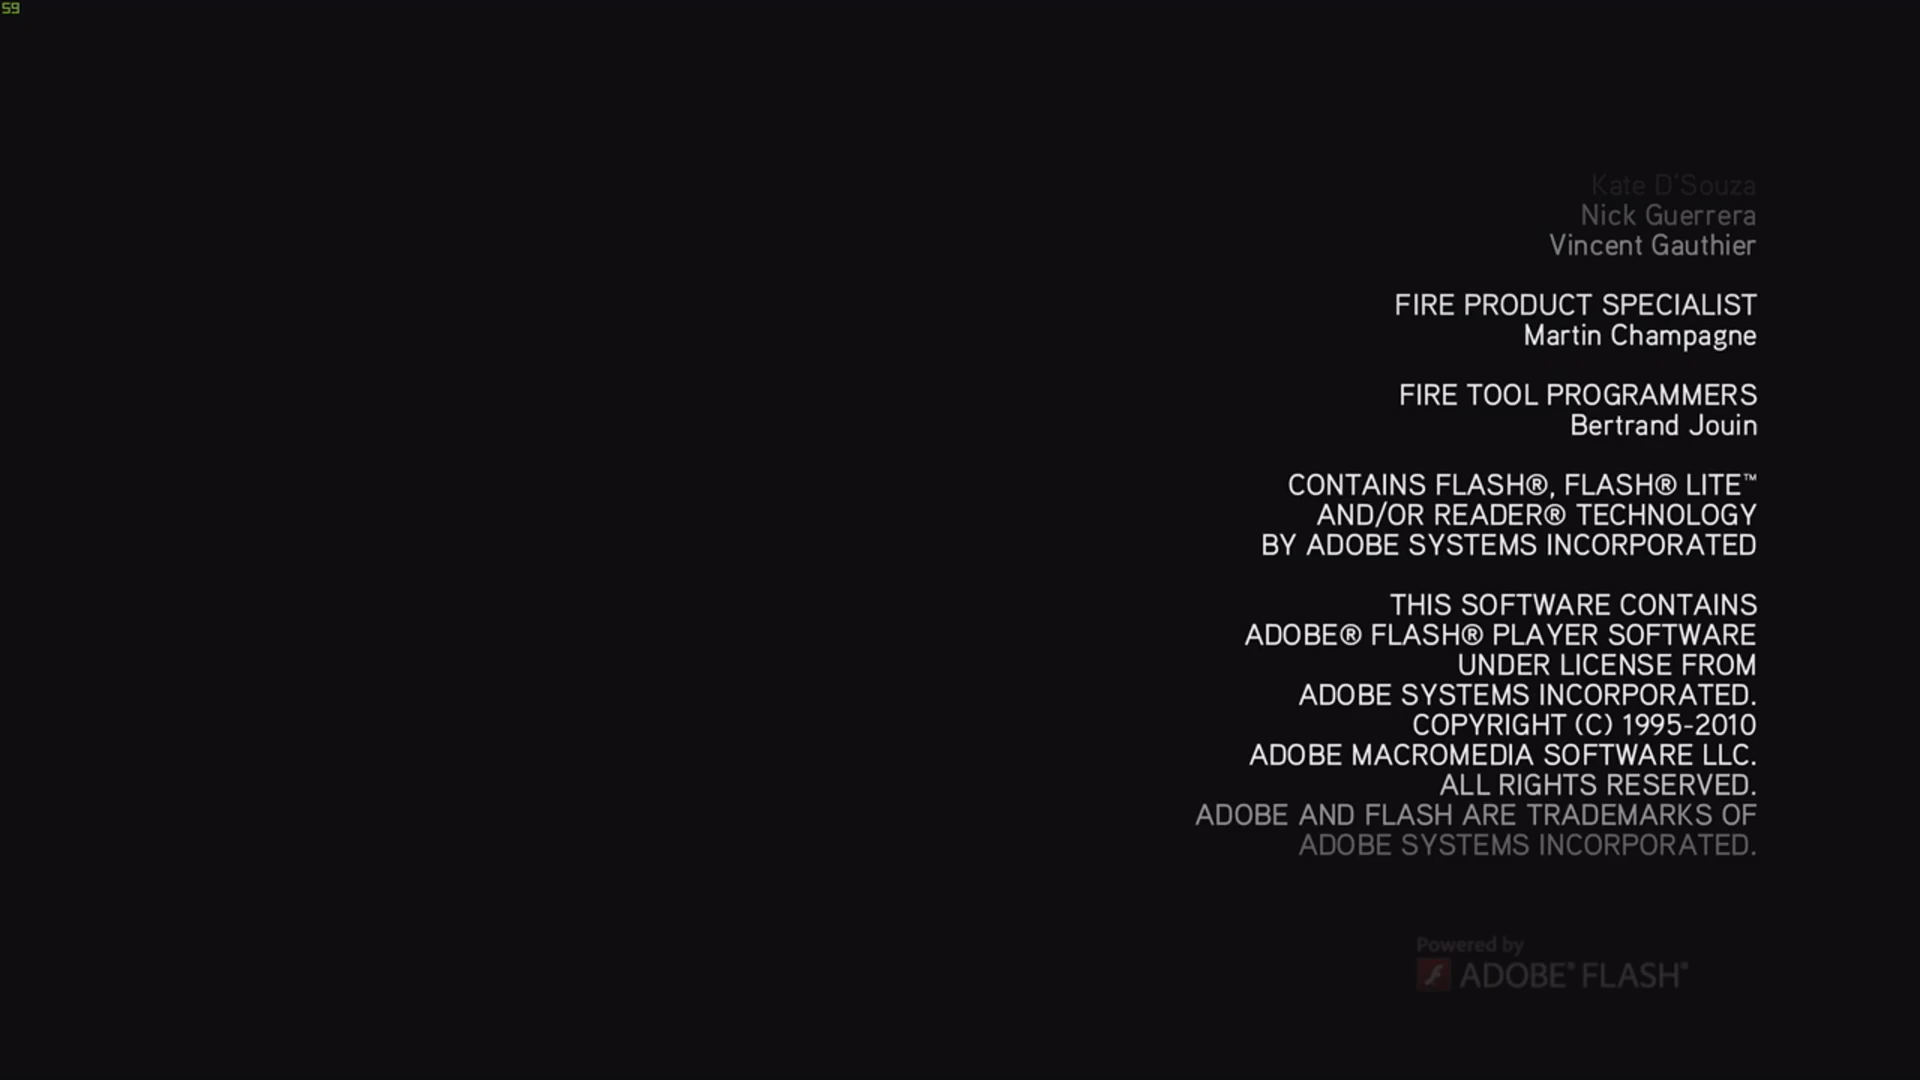 59
Kate D'Souza
Nick Guerrera
Vincent Gauthier
FIRE PRODUCT SPECIALIST
Martin Champagne
FIRE TOOL PROGRAMMERS
Bertrand Jouin
CONTAINS FLASH®, FLASH® LITE™
AND/OR READER® TECHNOLOGY
BY ADOBE SYSTEMS INCORPORATED
THIS SOFTWARE CONTAINS
ADOBE® FLASH® PLAYER SOFTWARE
UNDER LICENSE FROM
ADOBE SYSTEMS INCORPORATED.
COPYRIGHT (C) 1995-2010
ADOBE MACROMEDIA SOFTWARE LLC.
ALL RIGHTS RESERVED.
ADOBE AND FLASH ARE TRADEMARKS OF
ADOBE SYSTEMS INCORPORATED.
Powered by
ADOBE® FLASH®